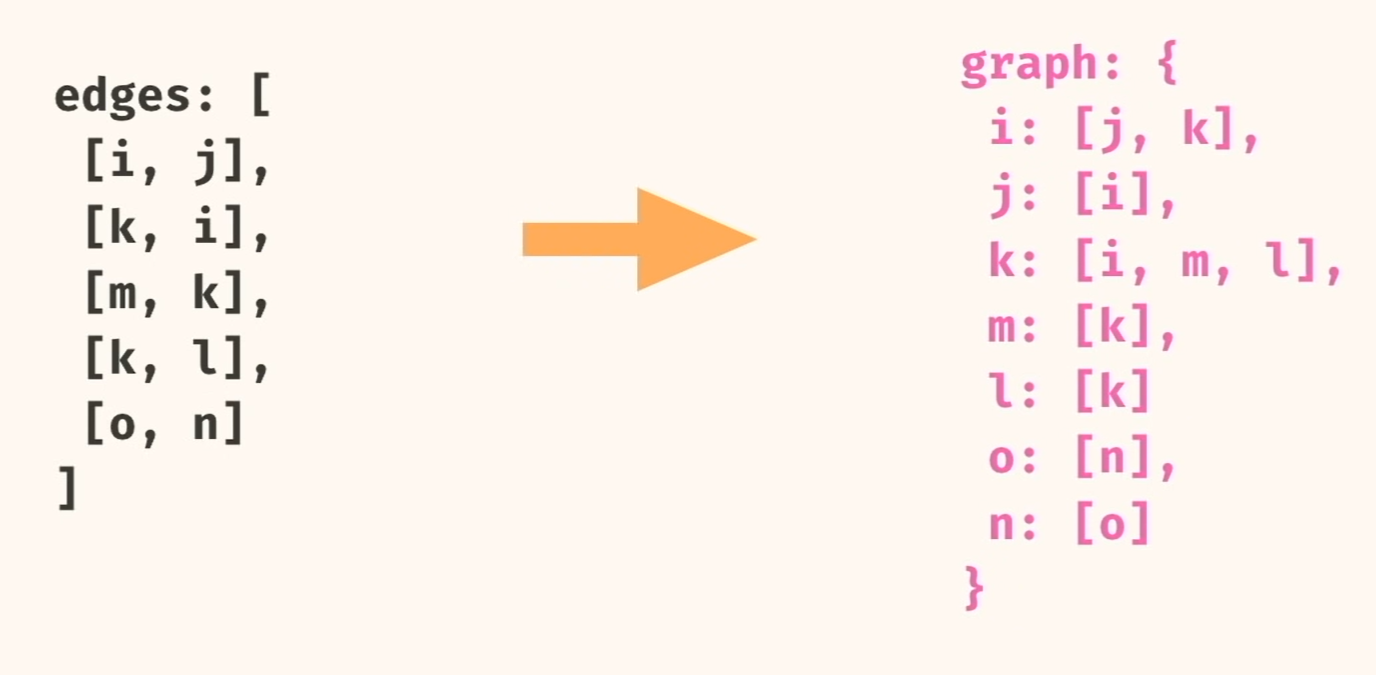 edges: [
[i, j],
[k, i],
[m, k],
[k, l],
[o, n]
]
graph: {
i: [j, k],
j: [i],
k: [i, m, l],
m: [k],
l: [k]
o: [n],
n: [o]
}